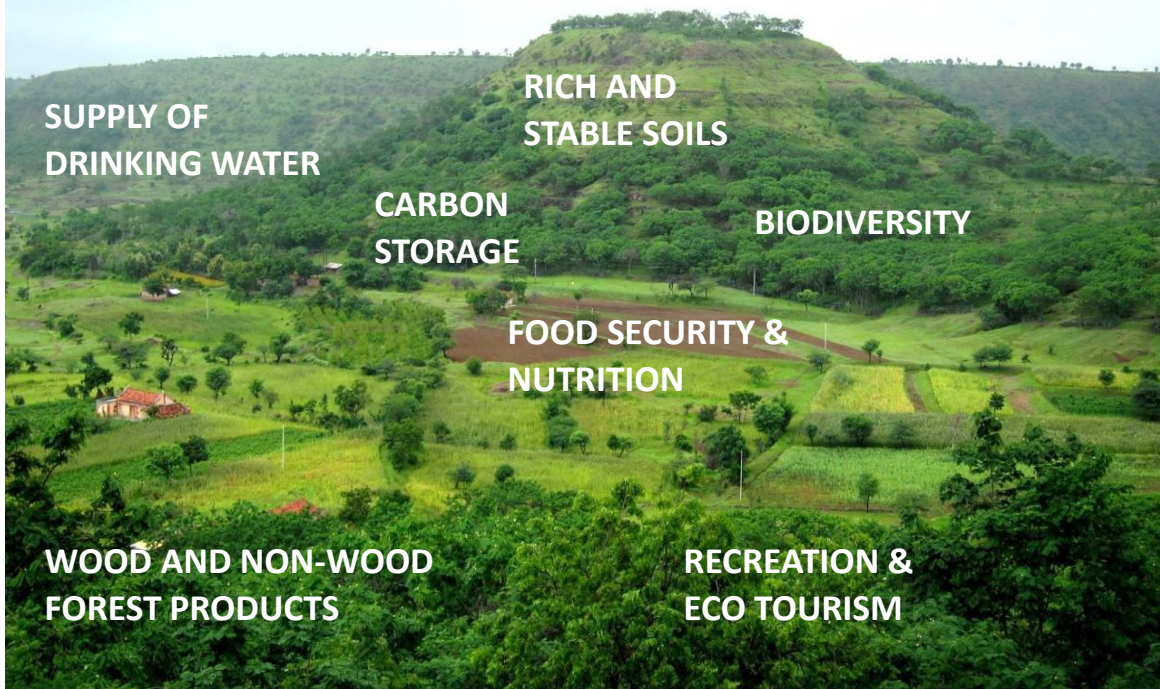 SUPPLY OF
DRINKING WATER
RICH AND
STABLE SOILS
CARBON
STORAGE
BIODIVERSITY
FOOD SECURITY &
NUTRITION
WOOD AND NON-WOOD
FOREST PRODUCTS
RECREATION &
ECO TOURISM